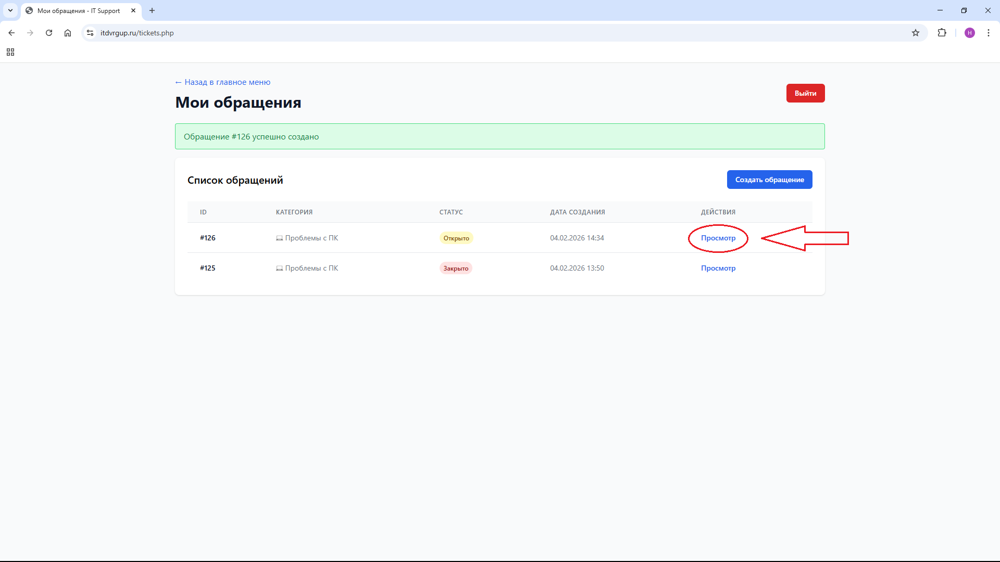 Мои обращения - IT Support
itdvrgup.ru/tickets.php
H
← Назад в главное меню
Мои обращения
Выйти
Обращение #126 успешно создано
Список обращений
Создать обращение
ID КАТЕГОРИЯ СТАТУС ДАТА СОЗДАНИЯ ДЕЙСТВИЯ
#126 Проблемы с ПК Открыто 04.02.2026 14:34 Просмотр
#125 Проблемы с ПК Закрыто 04.02.2026 13:50 Просмотр